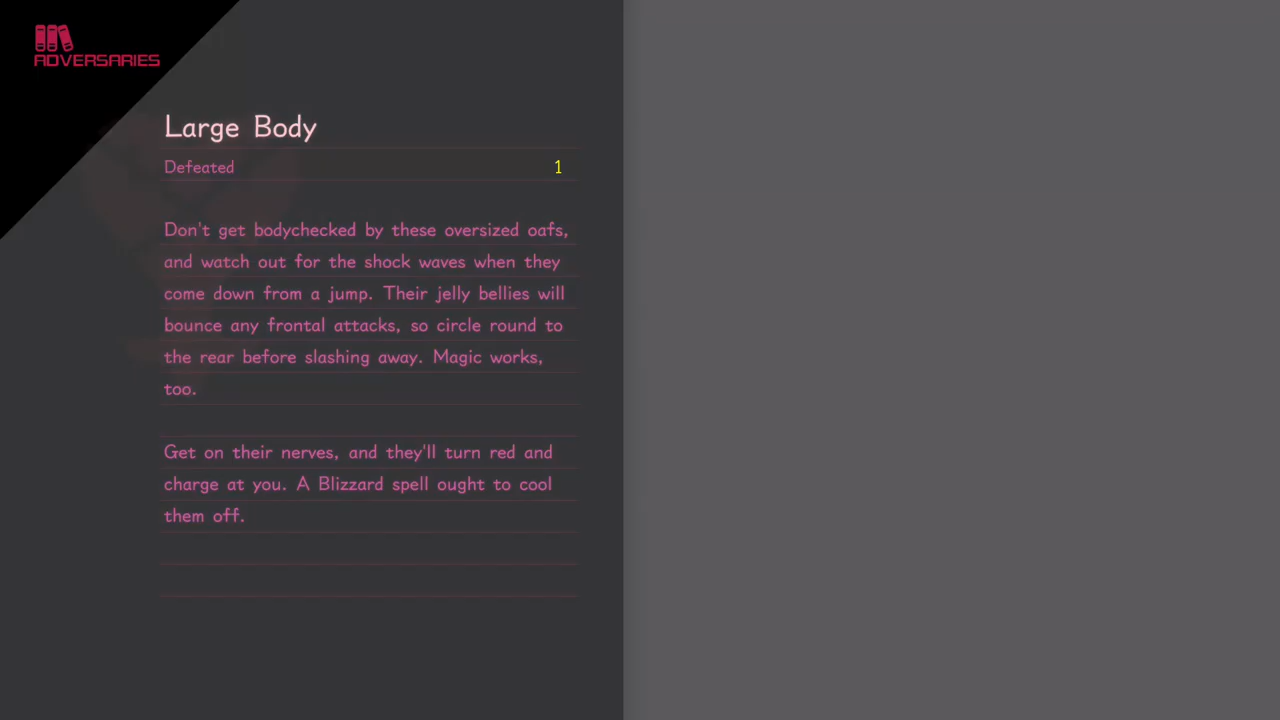 ADVERSARIES
Large Body
Defeated 1
Don't get bodychecked by these oversized oafs,
and watch out for the shock waves when they
come down from a jump. Their jelly bellies will
bounce any frontal attacks, so circle round to
the rear before slashing away. Magic works,
too.
Get on their nerves, and they'll turn red and
charge at you. A Blizzard spell ought to cool
them off.